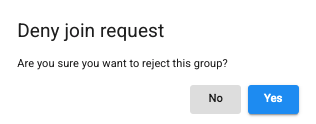 Deny join request
Are you sure you want to reject this group?
No
Yes